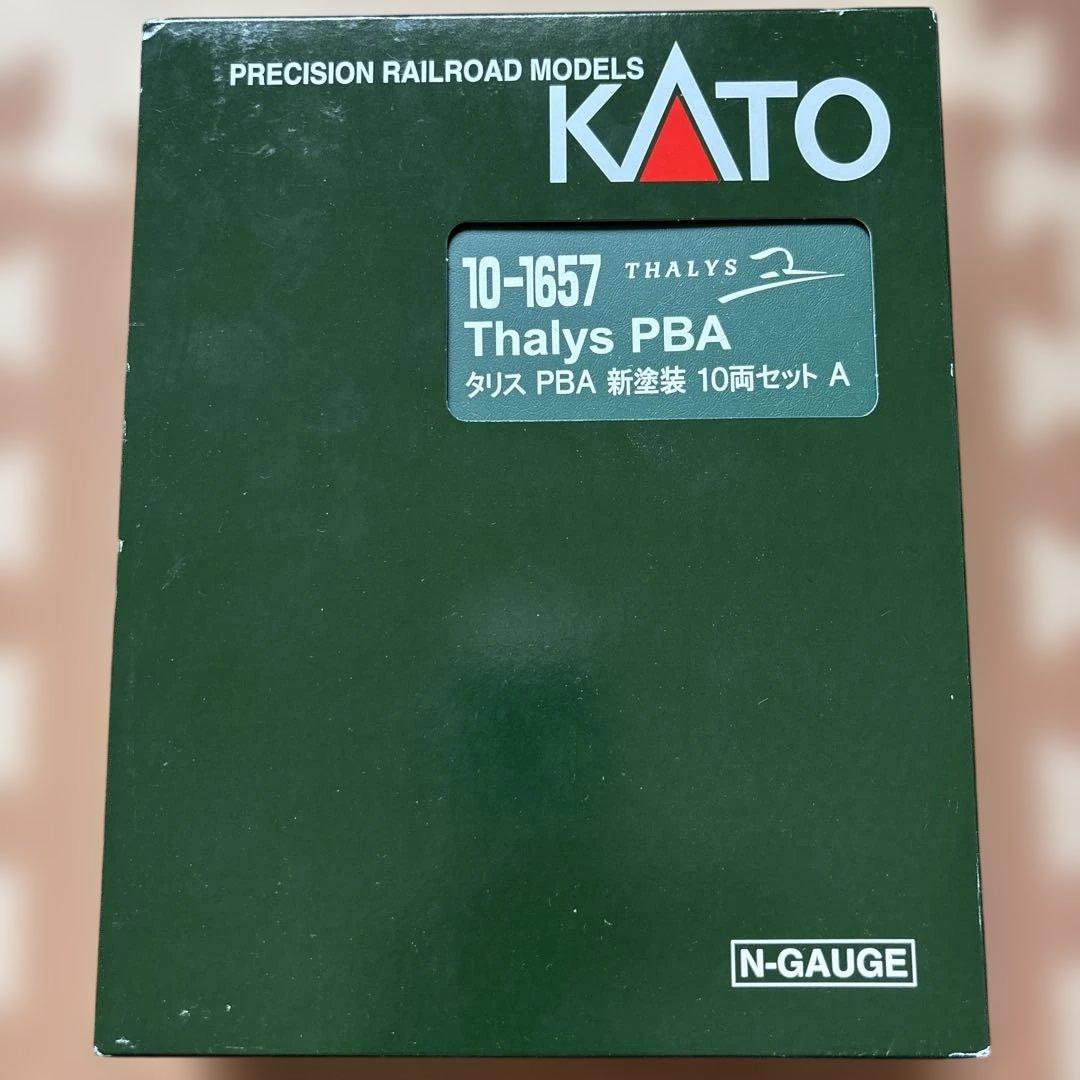 PRECISION RAILROAD MODELS
KATO
10-1657 THALYS
Thalys PBA
タリス PBA 新塗装 10両セット A
N-GAUGE